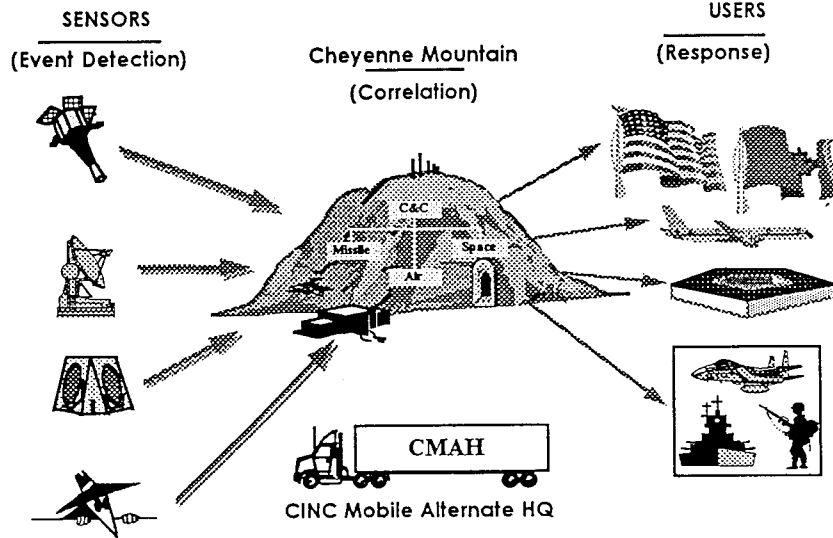 SENSORS
(Event Detection)
Cheyenne Mountain
(Correlation)
USERS
(Response)
C&C
Missile
Space
Air
CMAH
CINC Mobile Alternate HQ